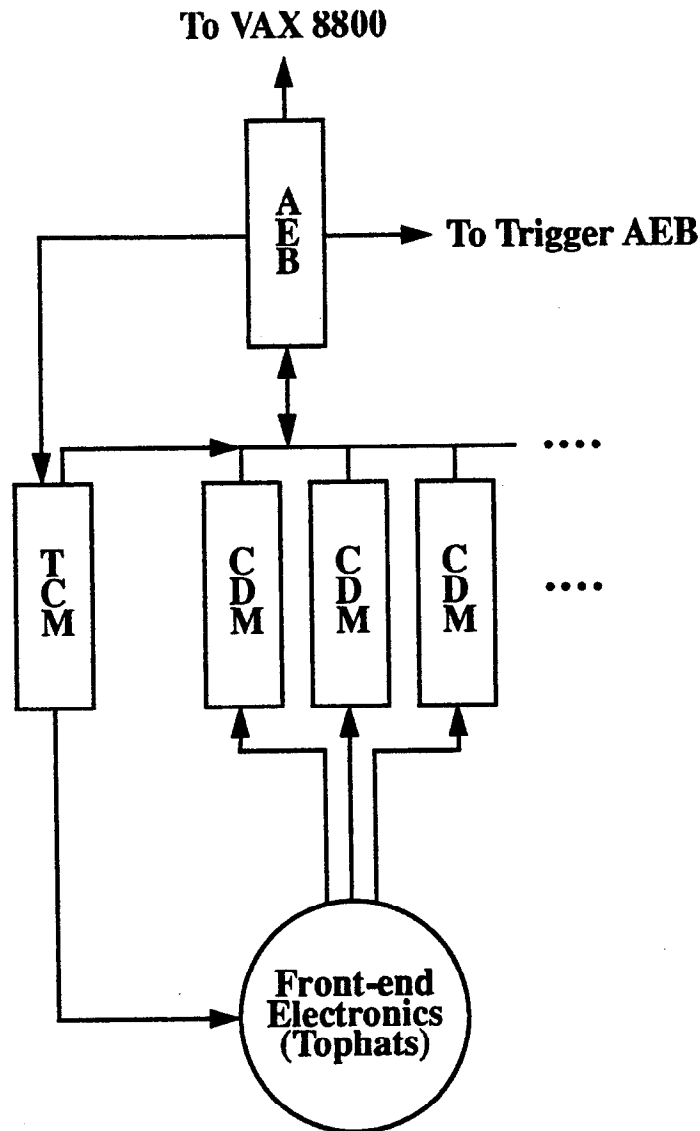 To VAX 8800
A
E
B
To Trigger AEB
....
T
C
M
C
D
M
C
D
M
C
D
M
....
Front-end
Electronics
(Tophats)